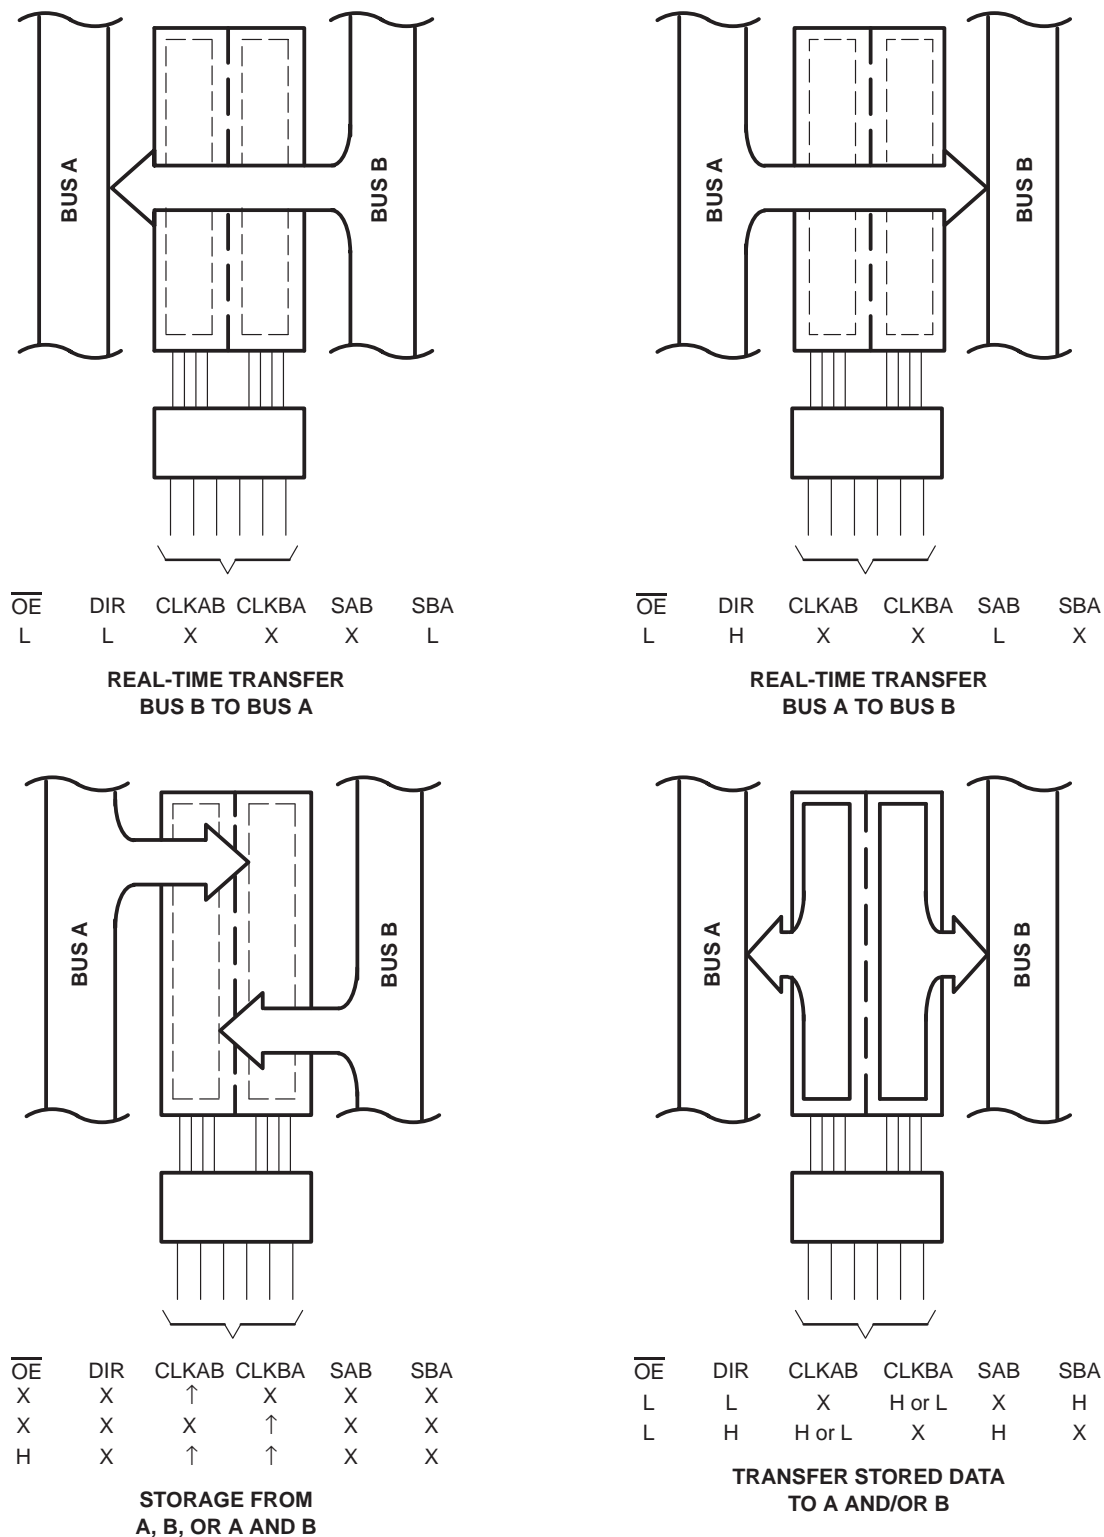 BUS A
BUS B
BUS A
BUS B
OE DIR CLKAB CLKBA SAB SBA
L L X X X L
REAL-TIME TRANSFER
BUS B TO BUS A
OE DIR CLKAB CLKBA SAB SBA
L H X X L X
REAL-TIME TRANSFER
BUS A TO BUS B
BUS A
BUS B
BUS A
BUS B
OE DIR CLKAB CLKBA SAB SBA
X X ↑ X X X
X X X ↑ X X
H X ↑ ↑ X X
STORAGE FROM
A, B, OR A AND B
OE DIR CLKAB CLKBA SAB SBA
L L X H or L X H
L H H or L X H X
TRANSFER STORED DATA
TO A AND/OR B